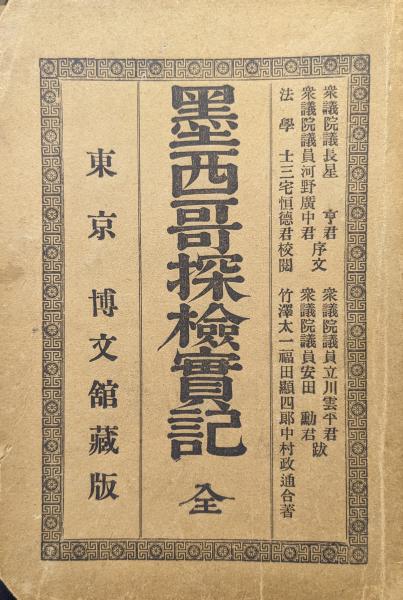 衆議院議長星　亨君序文　衆議院議員立川雲平君跋
衆議院議員河野廣中君　衆議院議員安田　勳君
法學士三宅恒德君校閲　竹澤太一福田顯四郎中村政通合著
墨西哥探檢實記　全
東京　博文館藏版